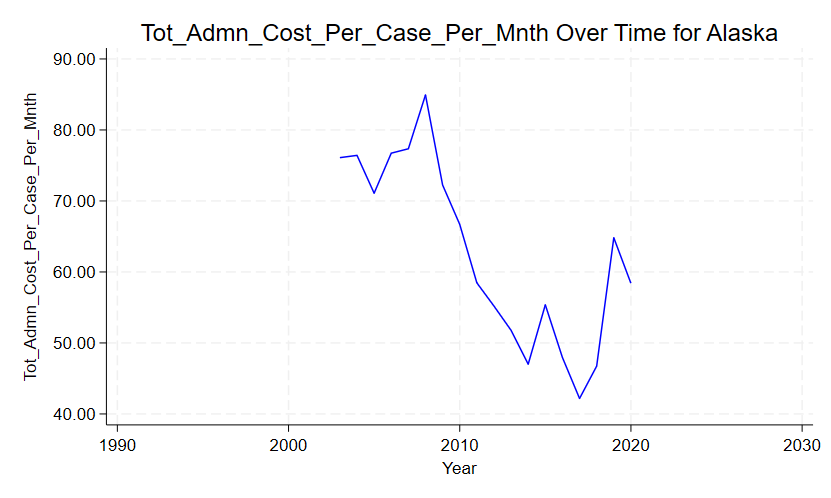 Tot_Admn_Cost_Per_Case_Per_Mnth Over Time for Alaska
Tot_Admn_Cost_Per_Case_Per_Mnth
90.00
80.00
70.00
60.00
50.00
40.00
1990 2000 2010 2020 2030
Year